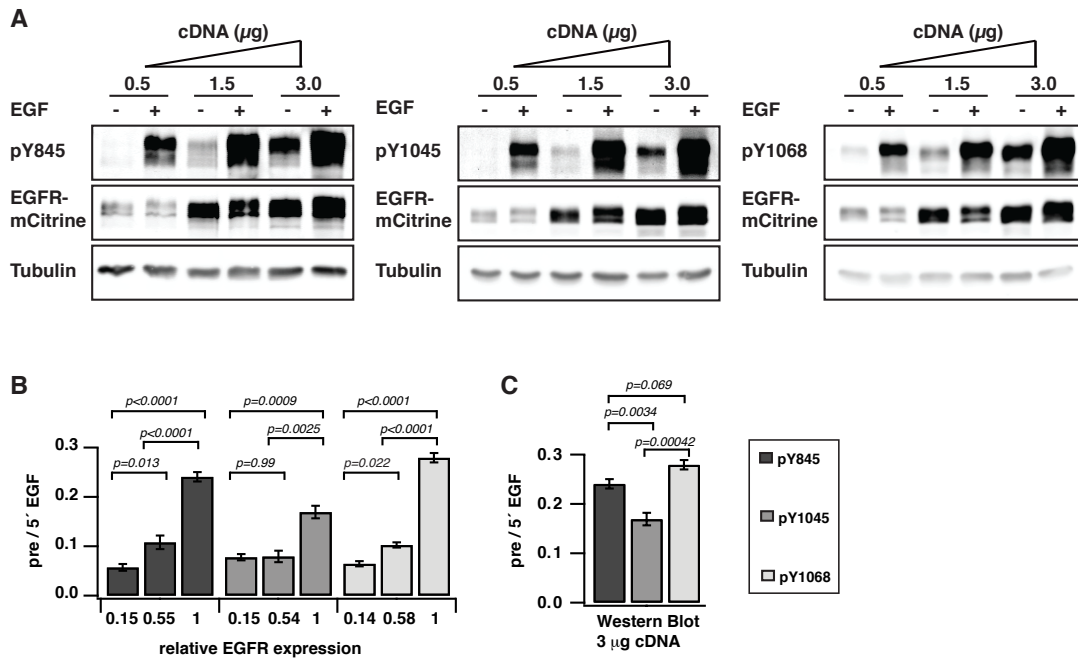 A
cDNA (µg)
0.5 1.5 3.0
EGF - + - + - +
pY845
EGFR-
mCitrine
Tubulin
cDNA (µg)
0.5 1.5 3.0
EGF - + - + - +
pY1045
EGFR-
mCitrine
Tubulin
cDNA (µg)
0.5 1.5 3.0
EGF - + - + - +
pY1068
EGFR-
mCitrine
Tubulin
B
p<0.0001 p=0.0009 p<0.0001
p<0.0001 p=0.0025 p<0.0001
p=0.013 p=0.99 p=0.022
pre / 5´ EGF
0.3
0.2
0.1
0.0
0.15 0.55 1 0.15 0.54 1 0.14 0.58 1
relative EGFR expression
C
p=0.069
p=0.0034
p=0.00042
pre / 5´ EGF
0.3
0.2
0.1
0.0
Western Blot
3 µg cDNA
pY845
pY1045
pY1068